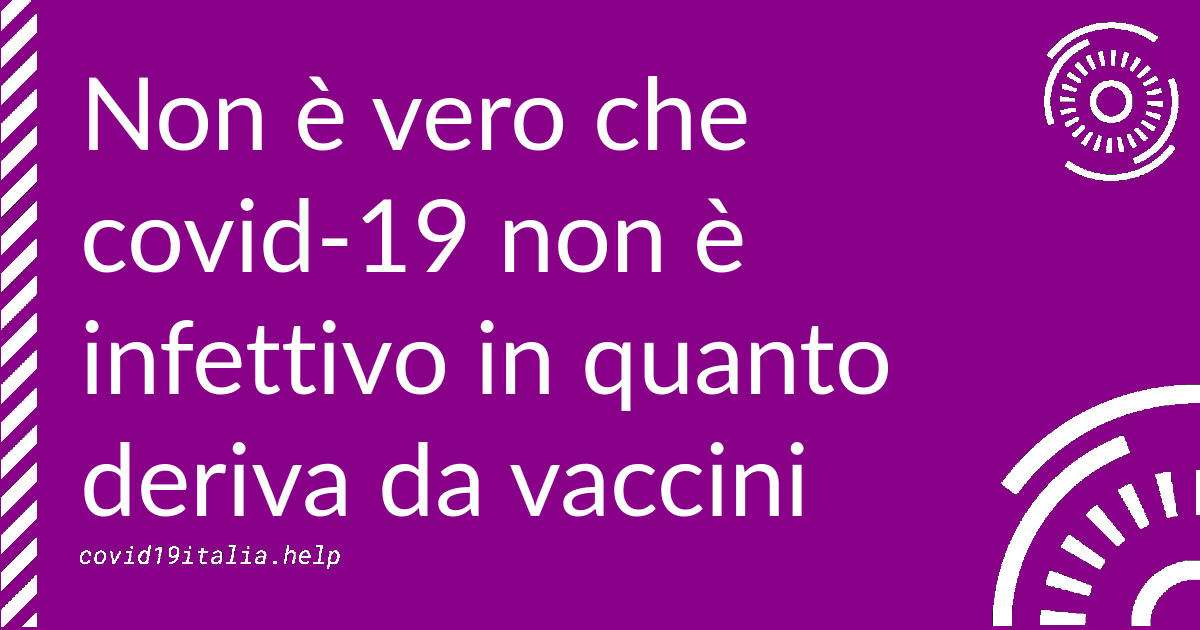 Non è vero che
covid-19 non è
infettivo in quanto
deriva da vaccini
covid19italia.help